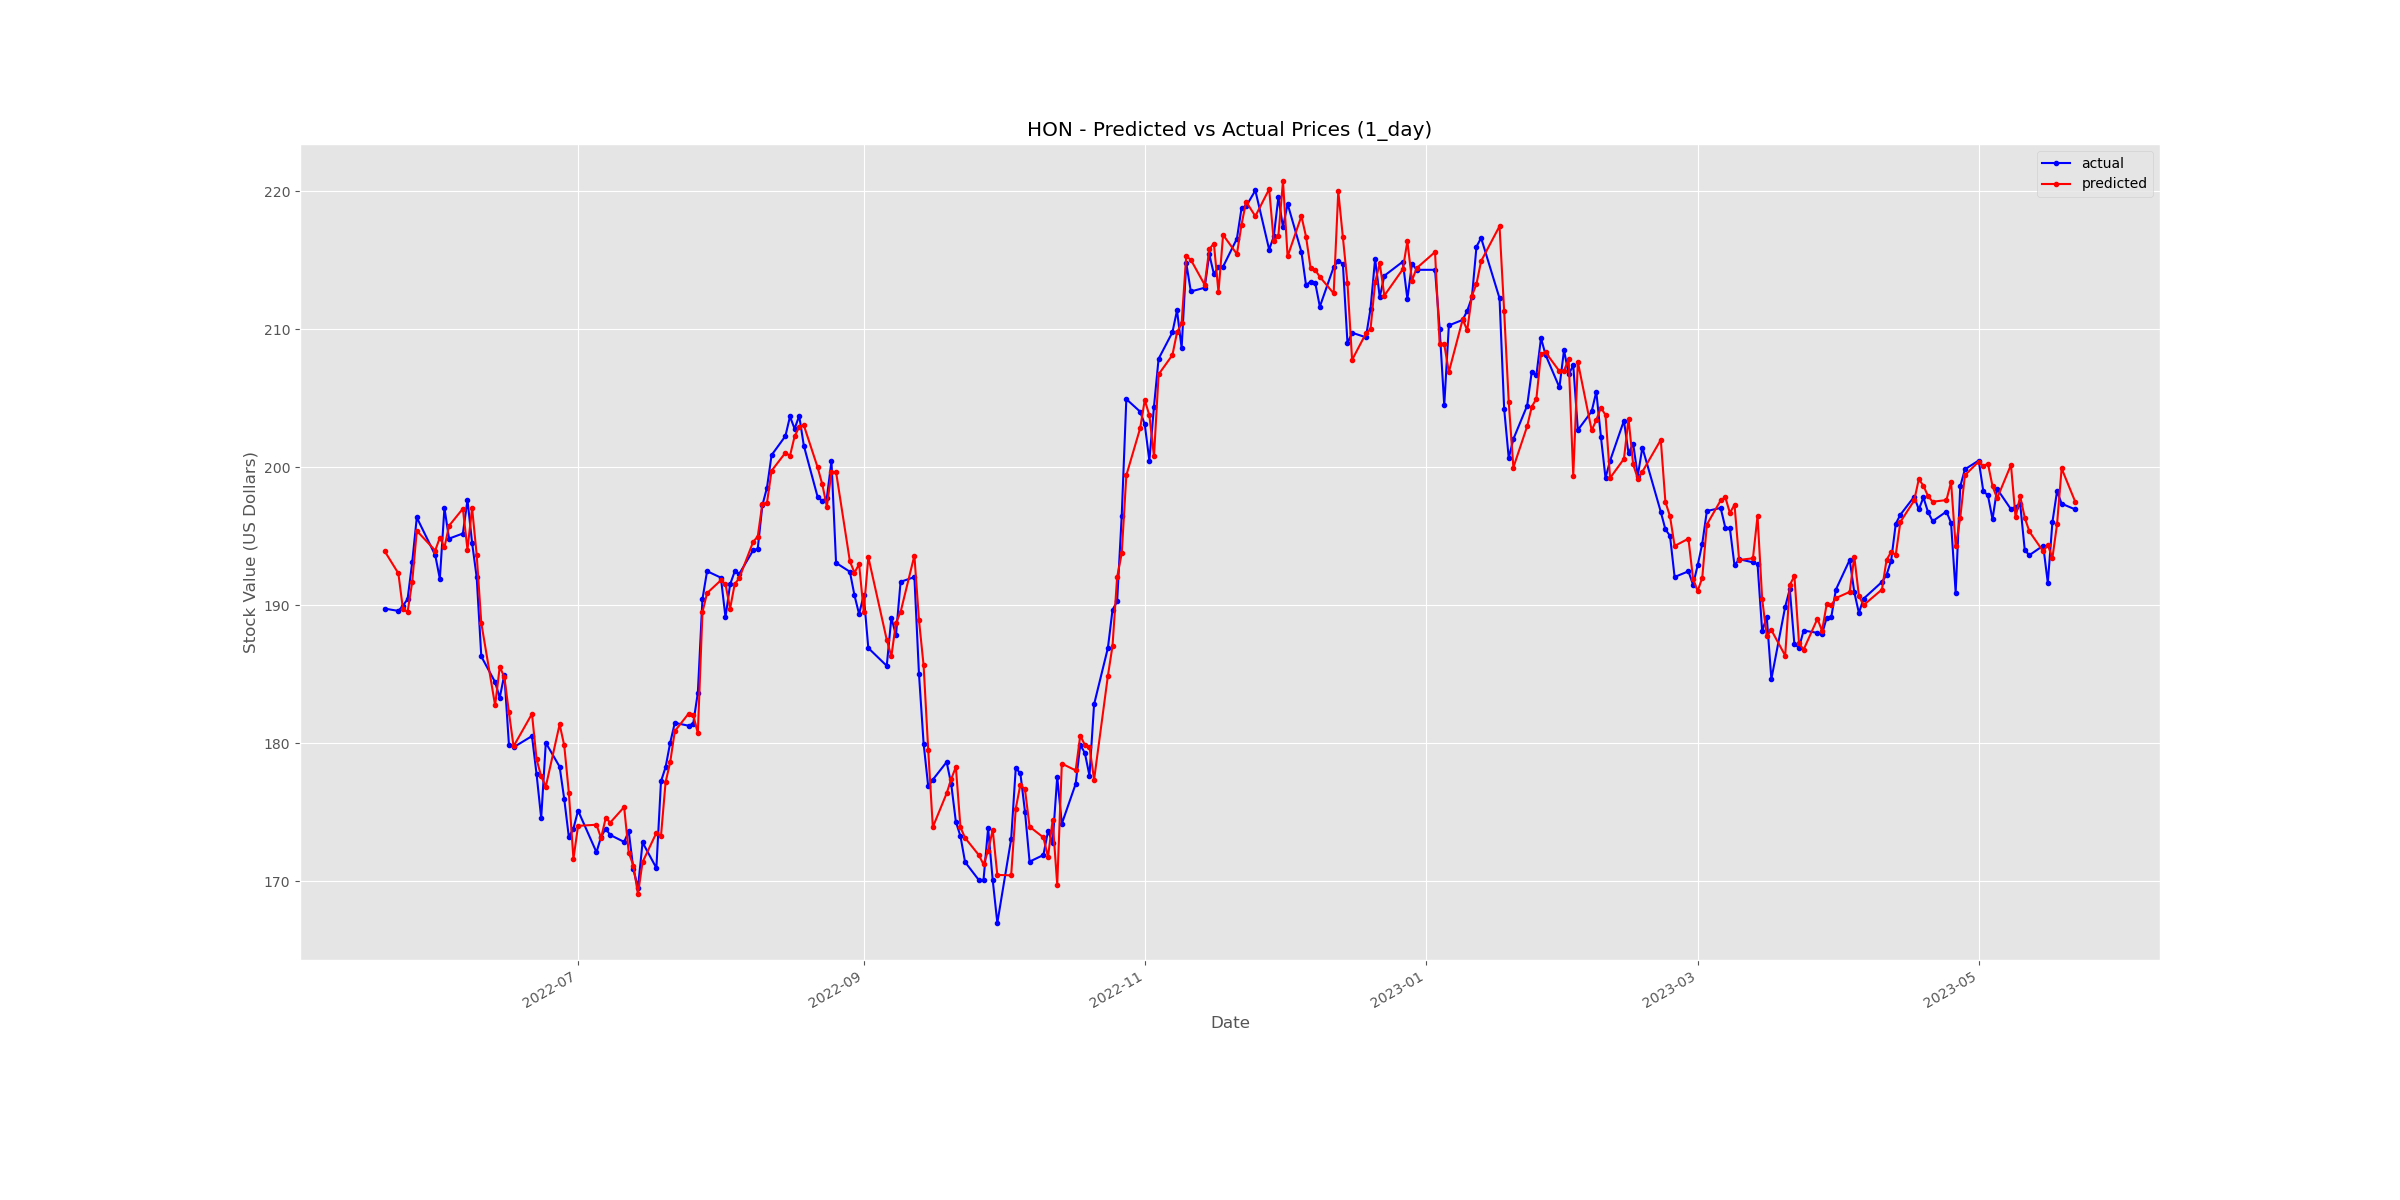 HON - Predicted vs Actual Prices (1_day)
actual
predicted
220
210
200
190
180
170
Stock Value (US Dollars)
2022-07
2022-09
2022-11
2023-01
2023-03
2023-05
Date